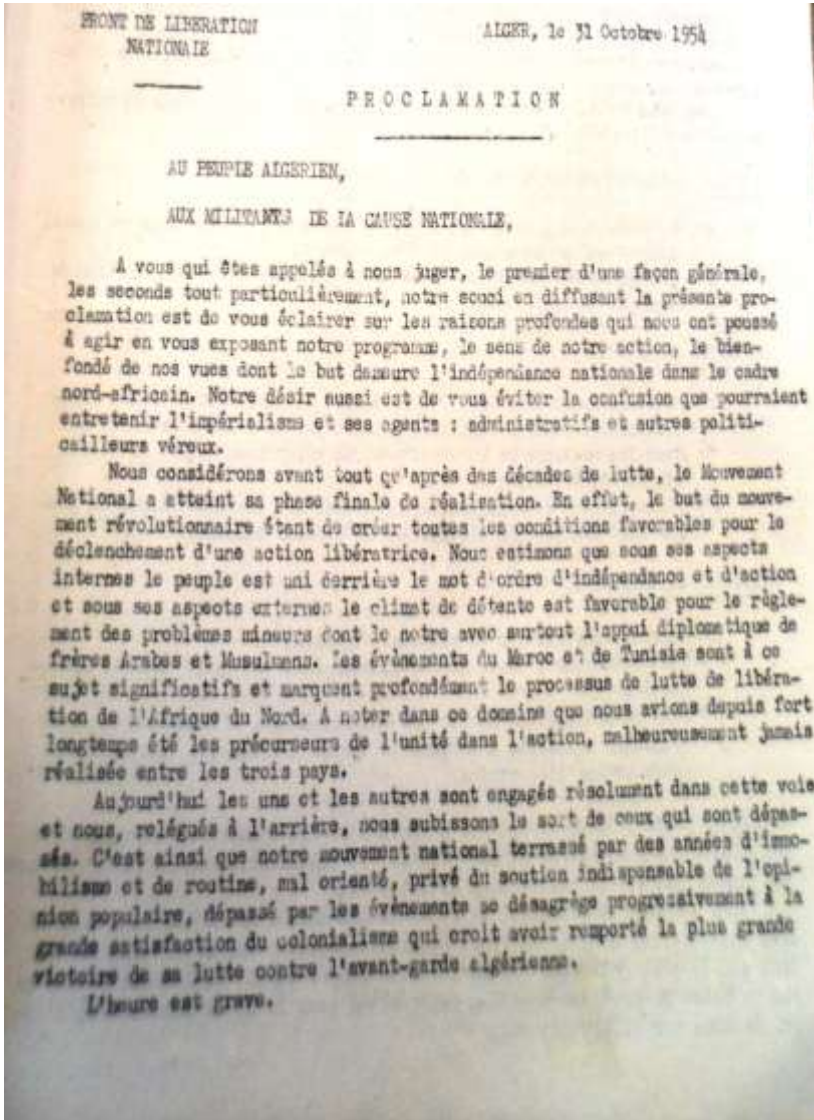 FRONT DE LIBERATION
NATIONALE
ALGER, le 31 Octobre 1954
PROCLAMATION
AU PEUPLE ALGERIEN,
AUX MILITANTS DE LA CAUSE NATIONALE,
A vous qui êtes appelés à nous juger, le premier d'une façon générale,
les seconds tout particulièrement, notre souci en diffusant la présente pro-
clamation est de vous éclairer sur les raisons profondes qui nous ont poussé
à agir en vous exposant notre programme, le sens de notre action, le bien-
fondé de nos vues dont le but demeure l'indépendance nationale dans le cadre
nord-africain. Notre désir aussi est de vous éviter la confusion que pourraient
entretenir l'impérialisme et ses agents : administratifs et autres politi-
cailleurs véreux.
Nous considérons avant tout qu'après des décades de lutte, le Mouvement
National a atteint sa phase finale de réalisation. En effet, le but du mouve-
ment révolutionnaire étant de créer toutes les conditions favorables pour le
déclenchement d'une action libératrice. Nous estimons que sous ses aspects
internes le peuple est uni derrière le mot d'ordre d'indépendance et d'action
et sous ses aspects externes le climat de détente est favorable pour le règle-
ment des problèmes mineurs dont le notre avec surtout l'appui diplomatique de
frères Arabes et Musulmans. Les évènements du Maroc et de Tunisie sont à ce
sujet significatifs et marquent profondément le processus de lutte de libéra-
tion de l'Afrique du Nord. A noter dans ce domaine que nous avions depuis fort
longtemps été les précurseurs de l'unité dans l'action, malheureusement jamais
réalisée entre les trois pays.
Aujourd'hui les uns et les autres sont engagés résolument dans cette voie
et nous, relégués à l'arrière, nous subissons le sort de ceux qui sont dépas-
sés. C'est ainsi que notre mouvement national terrassé par des années d'immo-
bilisme et de routine, mal orienté, privé du soutien indispensable de l'opi-
nion populaire, dépassé par les évènements se désagrège progressivement à la
grande satisfaction du colonialisme qui croit avoir remporté la plus grande
victoire de sa lutte contre l'avant-garde algérienne.
L'heure est grave.